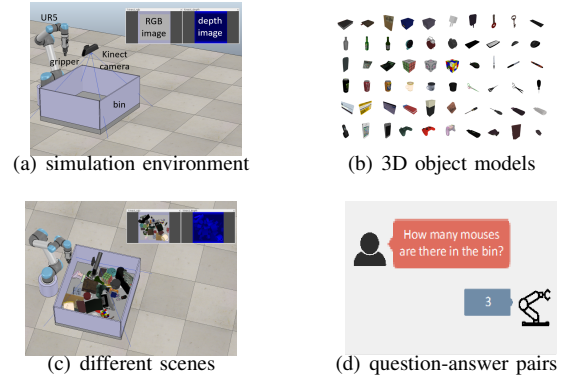 UR5
RGB
image
depth
image
gripper
Kinect
camera
bin
(a) simulation environment
(b) 3D object models
(c) different scenes
How many mouses
are there in the bin?
3
(d) question-answer pairs